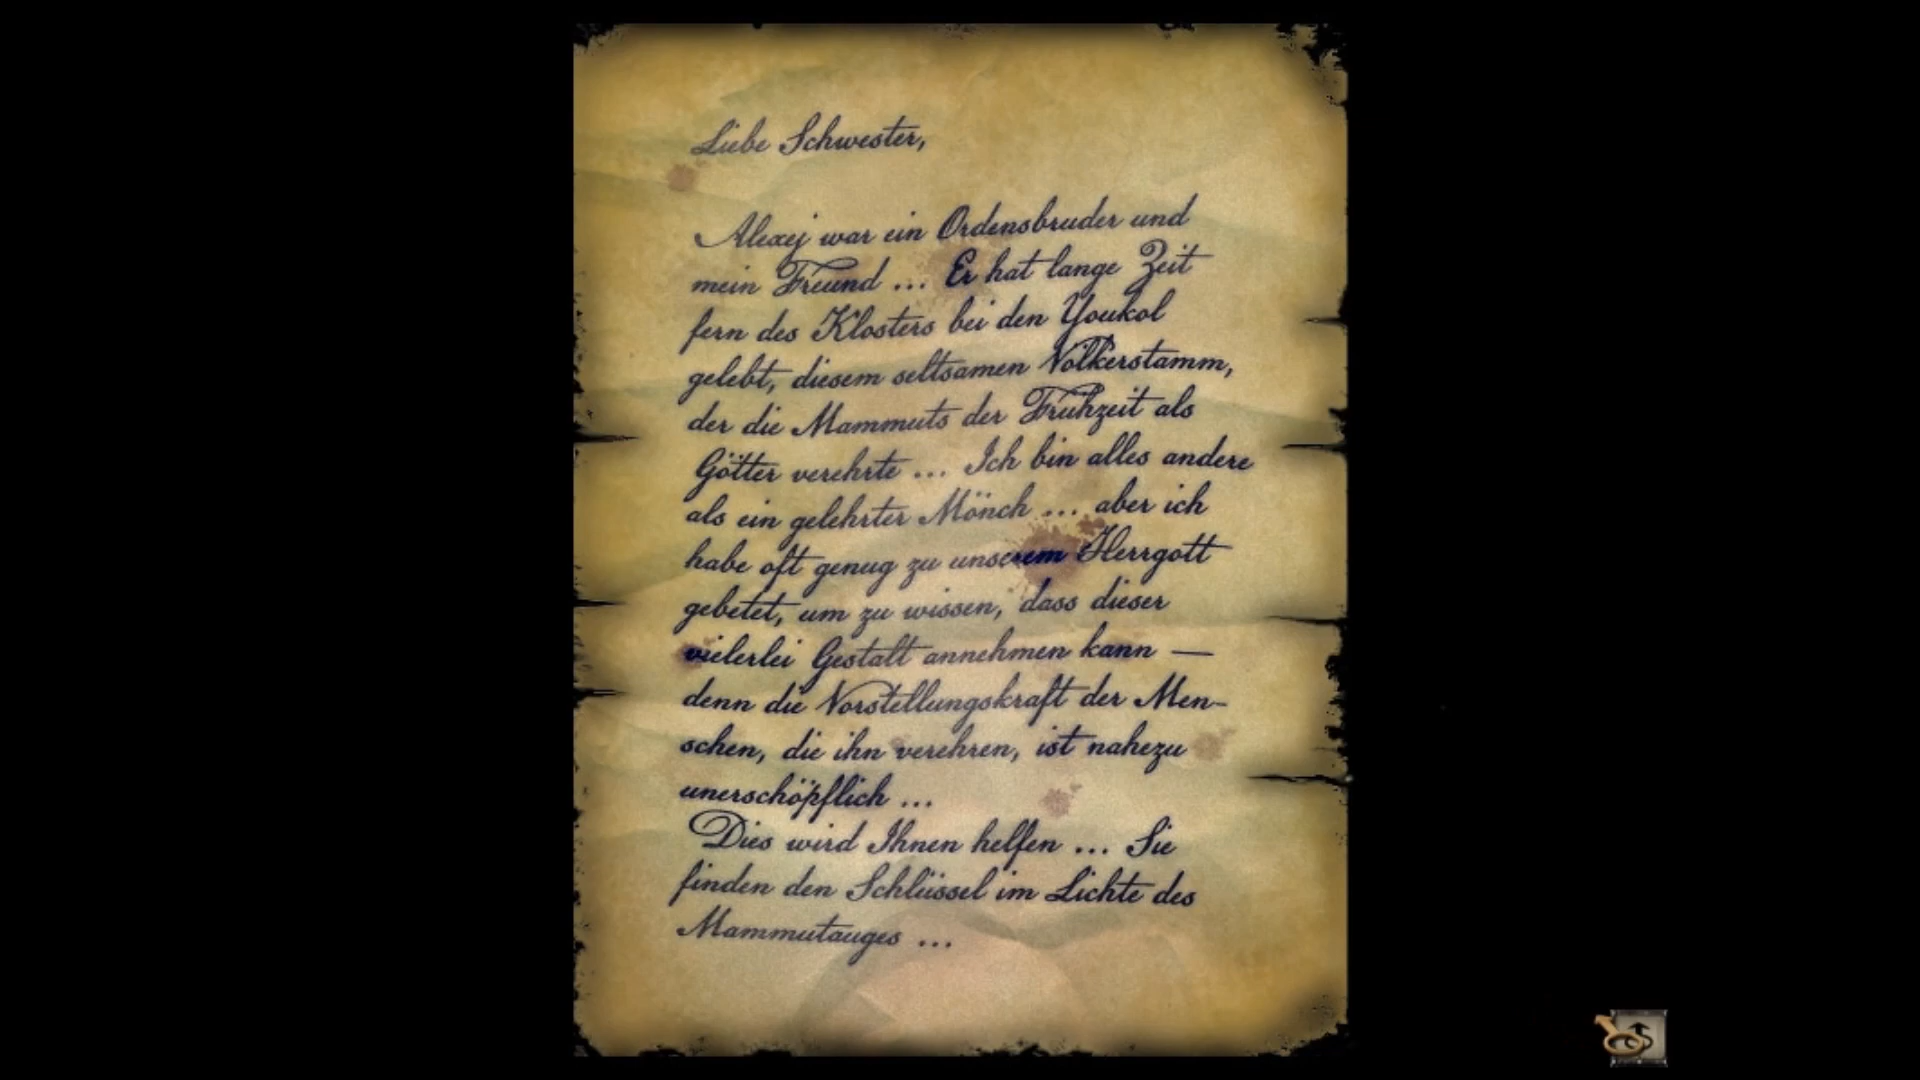 Liebe Schwester,
Alexej war ein Ordensbruder und
mein Freund ... Er hat lange Zeit
fern des Klosters bei den Youkol
gelebt, diesem seltsamen Volkerstamm,
der die Mammuts der Fruhzeit als
Götter verehrte ... Ich bin alles andere
als ein gelehrter Mönch ... aber ich
habe oft genug zu unserem Herrgott
gebetet, um zu wissen, dass dieser
vielerlei Gestalt annehmen kann —
denn die Vorstellungskraft der Men-
schen, die ihn verehren, ist nahezu
unerschöpflich ...
Dies wird Ihnen helfen ... Sie
finden den Schlüssel im Lichte des
Mammutauges ...